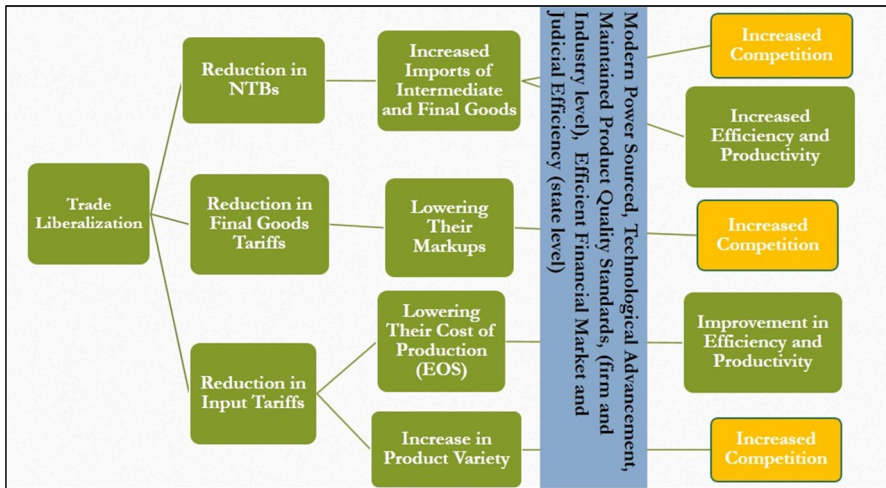 Trade
Liberalization
Reduction in
NTBs
Reduction in
Final Goods
Tariffs
Reduction in
Input Tariffs
Increased
Imports of
Intermediate
and Final Goods
Lowering
Their
Markups
Lowering
Their Cost of
Production
(EOS)
Increase in
Product Variety
Modern Power Sourced, Technological Advancement,
Maintained Product Quality Standards, (firm and
Industry level), Efficient Financial Market and
Judicial Efficiency (state level)
Increased
Competition
Increased
Efficiency and
Productivity
Increased
Competition
Improvement in
Efficiency and
Productivity
Increased
Competition